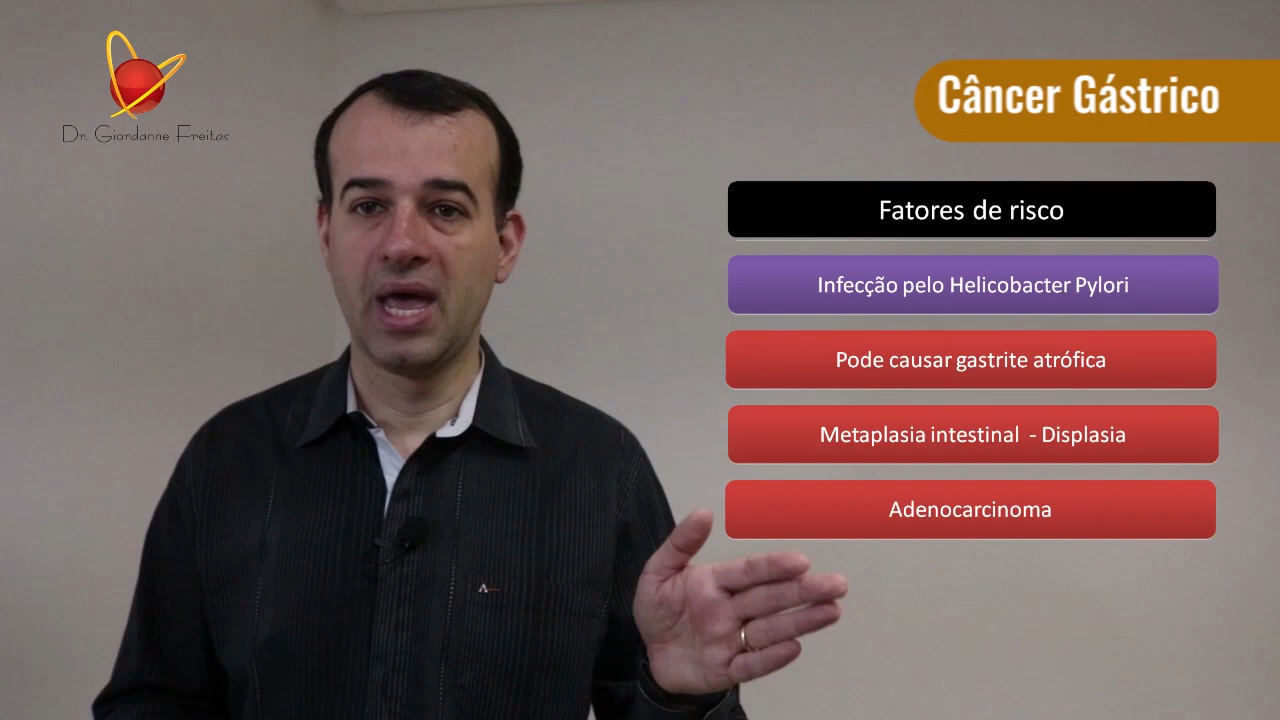 Dr. Giordanne Freitas
Câncer Gástrico
Fatores de risco
Infecção pelo Helicobacter Pylori
Pode causar gastrite atrófica
Metaplasia intestinal - Displasia
Adenocarcinoma